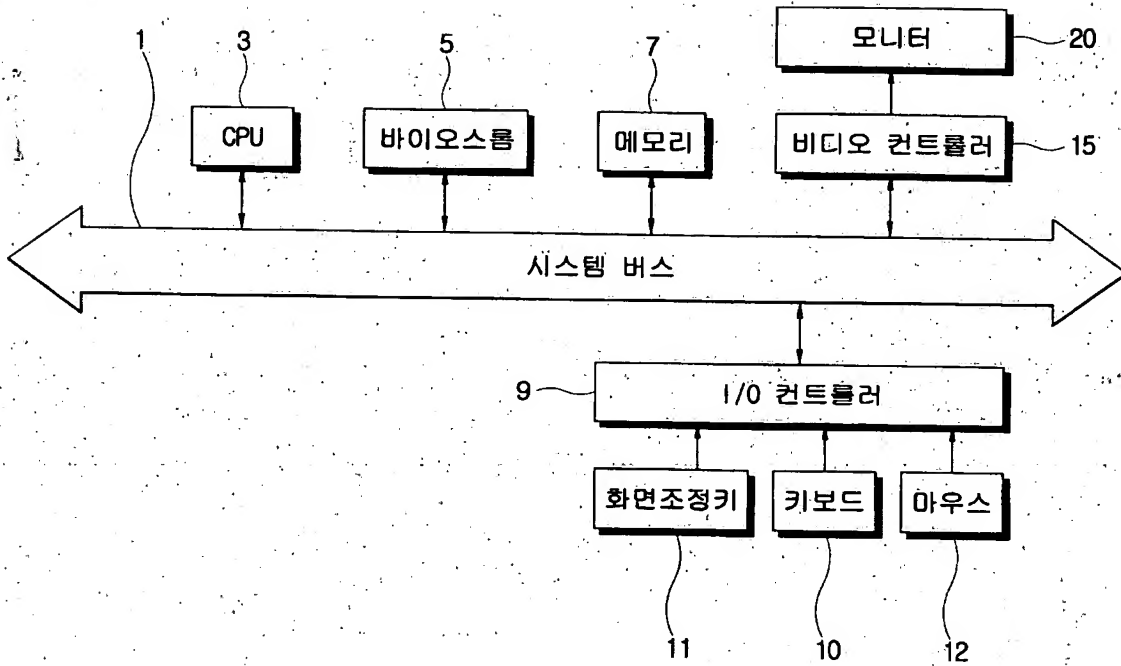 모니터
20
1
3
5
7
CPU
바이오스롬
메모리
비디오 컨트롤러
15
시스템 버스
9
I/O 컨트롤러
화면조정키
키보드
마우스
11
10
12